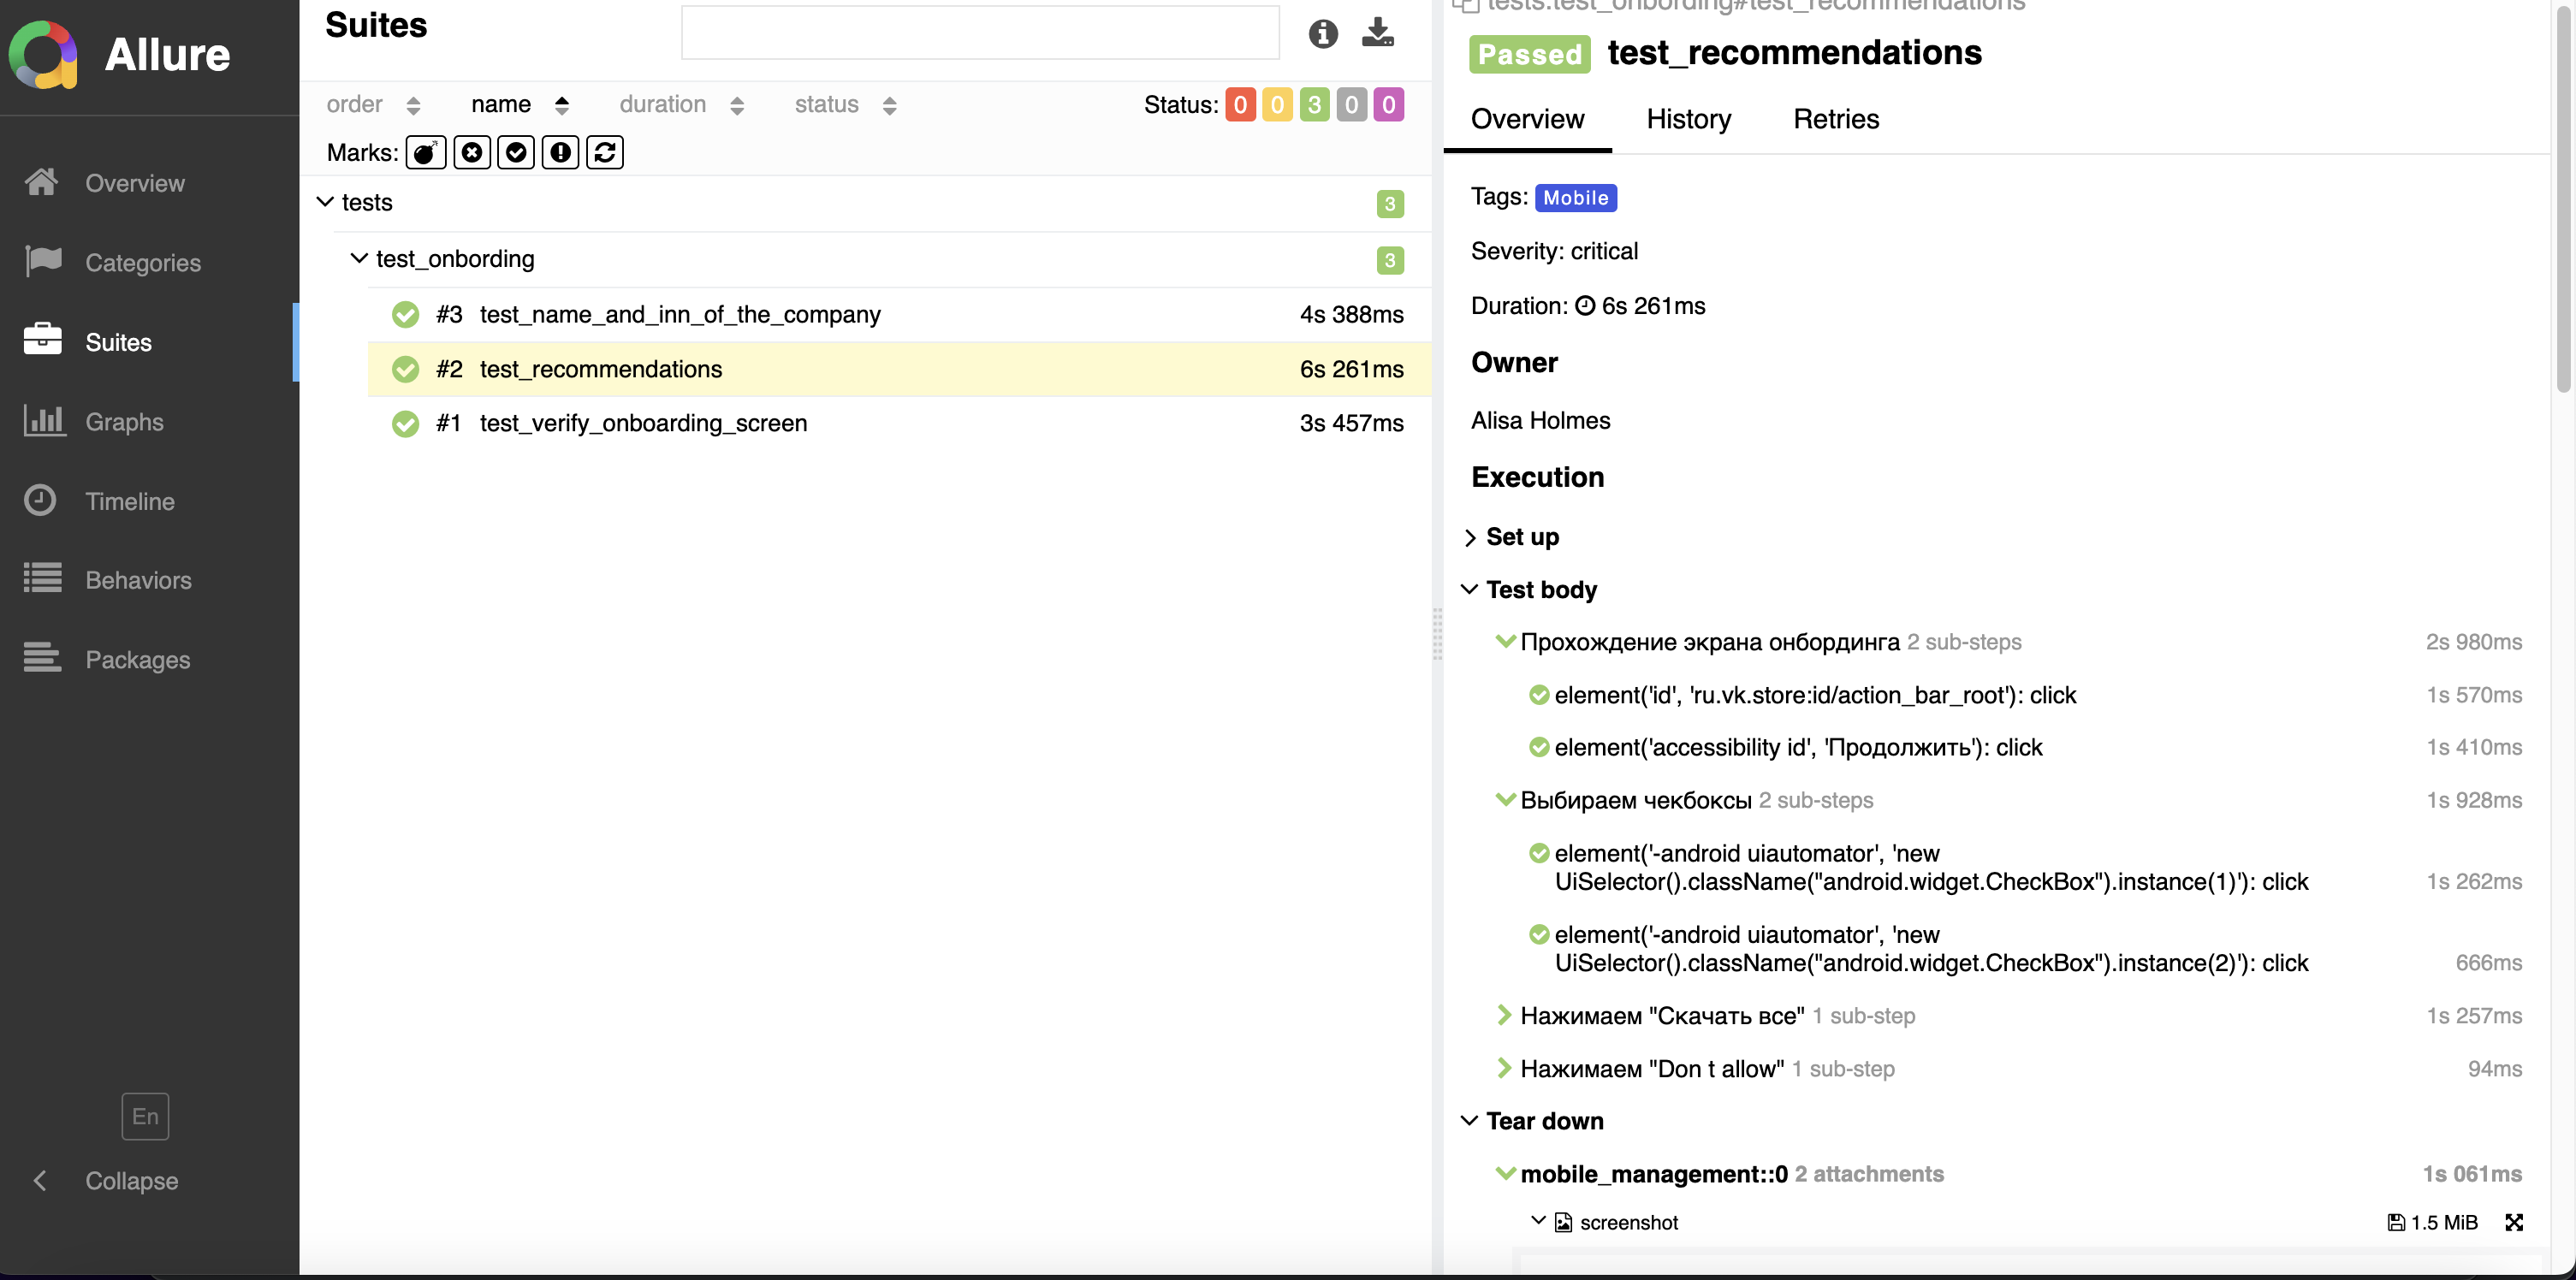 Allure
Overview
Categories
Suites
Graphs
Timeline
Behaviors
Packages
En
Collapse
Suites
order name duration status Status: 0 0 3 0 0
Marks:
tests 3
test_onbording 3
#3 test_name_and_inn_of_the_company 4s 388ms
#2 test_recommendations 6s 261ms
#1 test_verify_onboarding_screen 3s 457ms
tests.test_onbording#test_recommendations
Passed test_recommendations
Overview History Retries
Tags: Mobile
Severity: critical
Duration: 6s 261ms
Owner
Alisa Holmes
Execution
Set up
Test body
Прохождение экрана онбординга 2 sub-steps 2s 980ms
element('id', 'ru.vk.store:id/action_bar_root'): click 1s 570ms
element('accessibility id', 'Продолжить'): click 1s 410ms
Выбираем чекбоксы 2 sub-steps 1s 928ms
element('-android uiautomator', 'new
UiSelector().className("android.widget.CheckBox").instance(1)'): click 1s 262ms
element('-android uiautomator', 'new
UiSelector().className("android.widget.CheckBox").instance(2)'): click 666ms
Нажимаем "Скачать все" 1 sub-step 1s 257ms
Нажимаем "Don t allow" 1 sub-step 94ms
Tear down
mobile_management::0 2 attachments 1s 061ms
screenshot 1.5 MiB